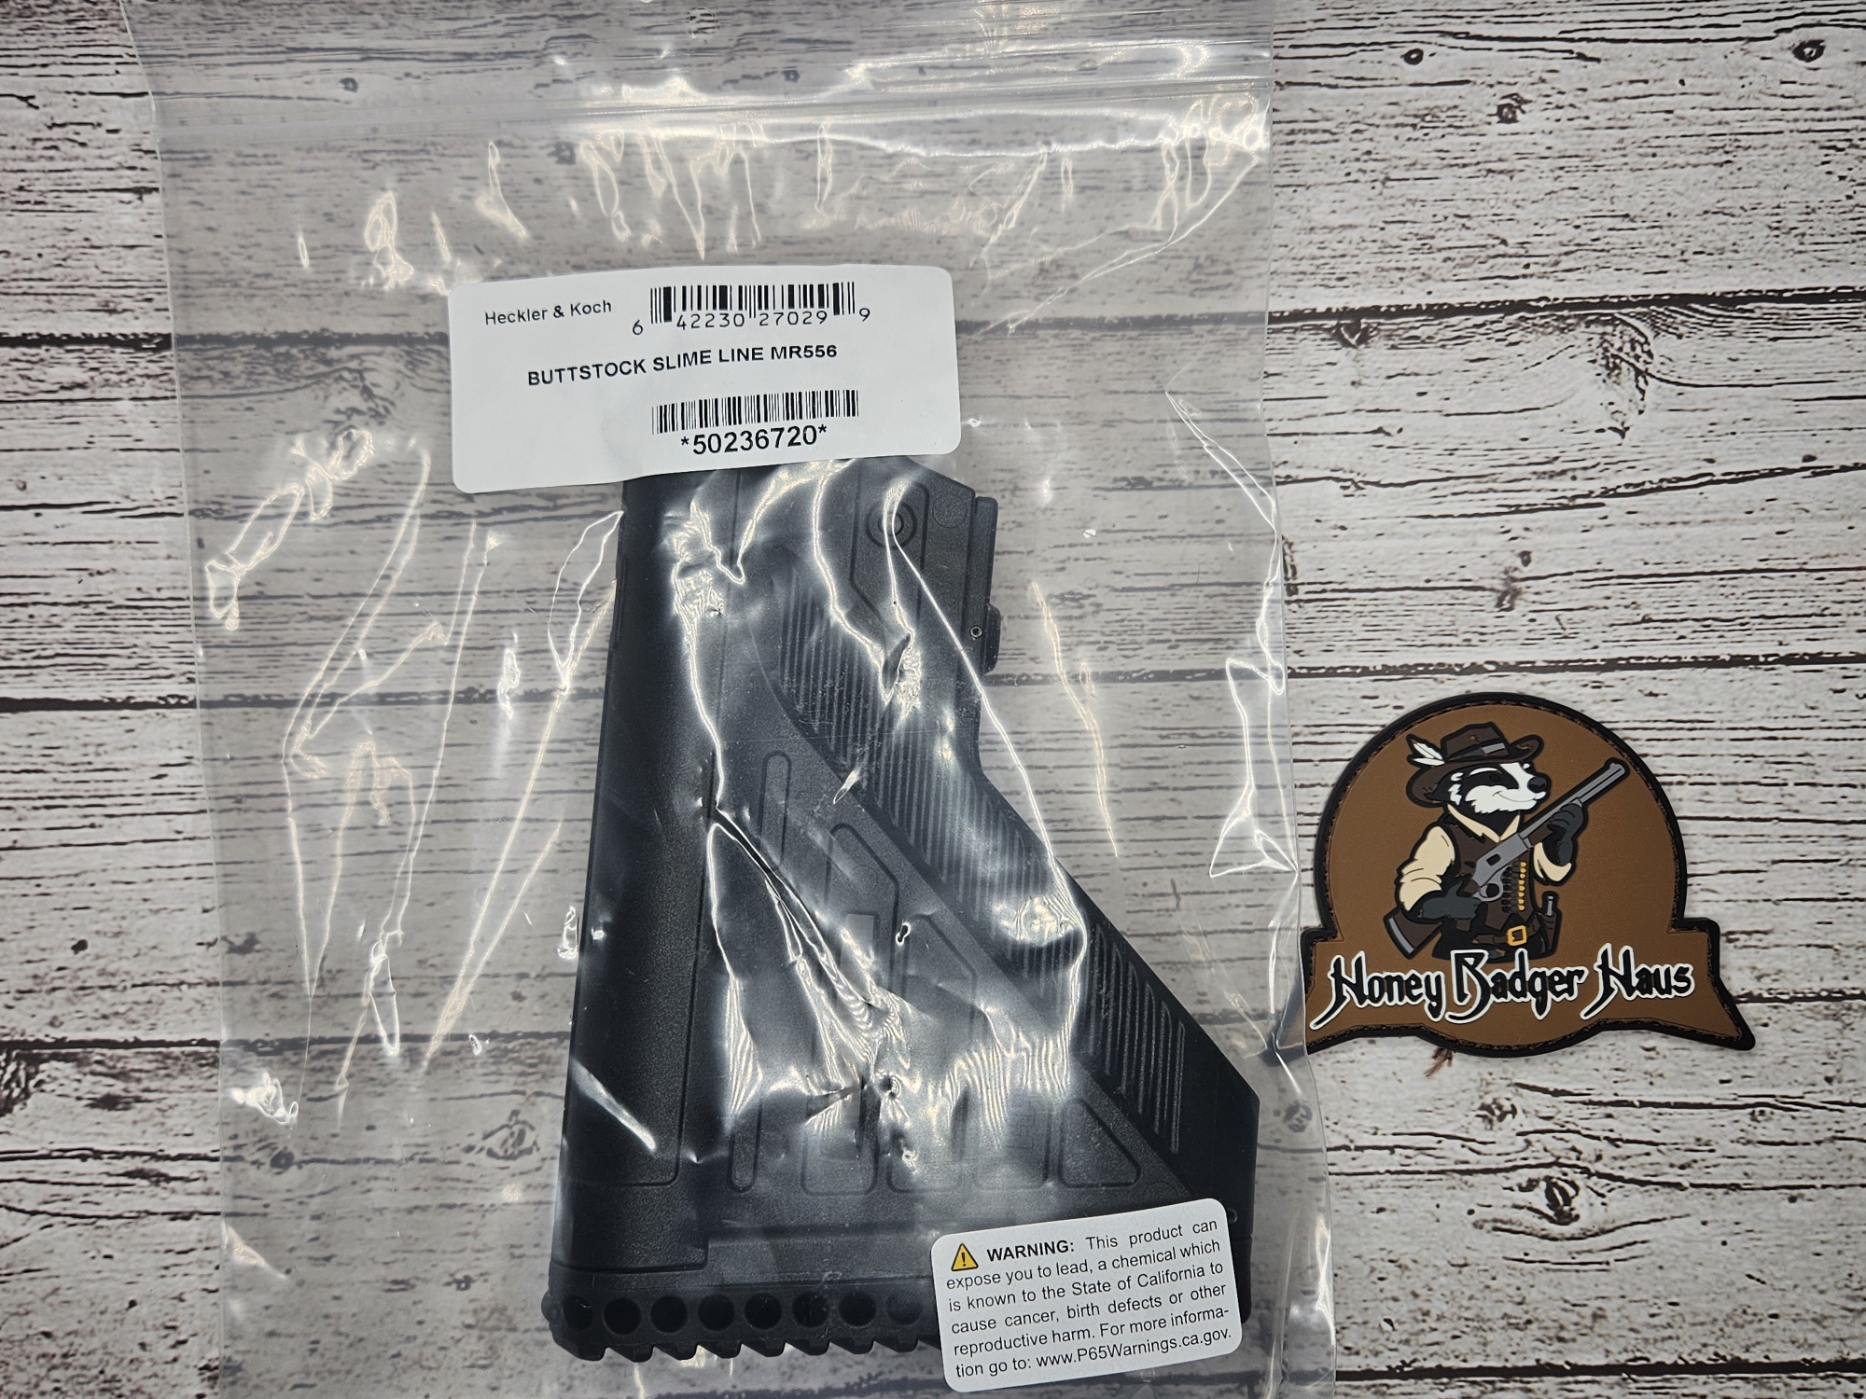 Heckler & Koch
6 42230 27029 9
BUTTSTOCK SLIME LINE MR556
*50236720*
Honey Badger Haus
WARNING: This product can
expose you to lead, a chemical which
is known to the State of California to
cause cancer, birth defects or other
reproductive harm. For more informa-
tion go to: www.P65Warnings.ca.gov.